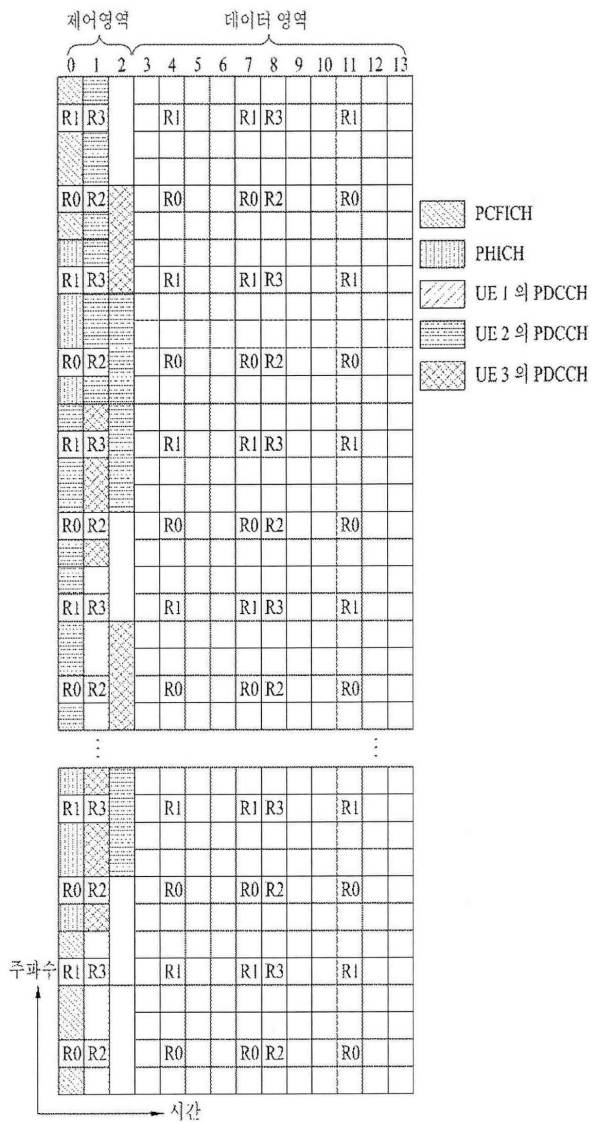 제어영역 데이터 영역
0 1 2 3 4 5 6 7 8 9 10 11 12 13
R1 R3 R1 R1 R3 R1
R0 R2 R0 R0 R2 R0
PCFICH
PHICH
R1 R3 R1 R1 R3 R1
UE 1 의 PDCCH
UE 2 의 PDCCH
R0 R2 R0 R0 R2 R0
UE 3 의 PDCCH
R1 R3 R1 R1 R3 R1
R0 R2 R0 R0 R2 R0
R1 R3 R1 R1 R3 R1
R0 R2 R0 R0 R2 R0
R1 R3 R1 R1 R3 R1
R0 R2 R0 R0 R2 R0
주파수 R1 R3 R1 R1 R3 R1
R0 R2 R0 R0 R2 R0
시간